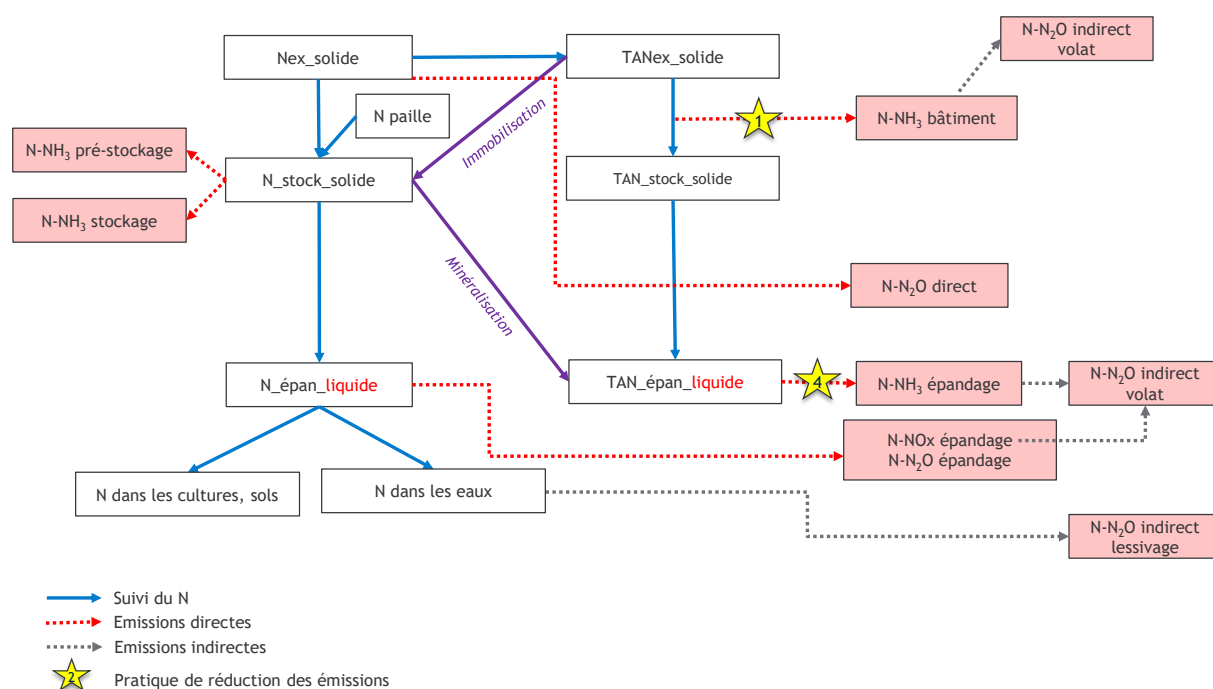 N-N₂O indirect
volat
Nex_solide
TANex_solide
N paille
Immobilisation
1
N-NH₃ bâtiment
N-NH₃ pré-stockage
N_stock_solide
TAN_stock_solide
N-NH₃ stockage
Minéralisation
N-N₂O direct
N_épan_liquide
TAN_épan_liquide
4
N-NH₃ épandage
N-N₂O indirect
volat
N-NOx épandage
N-N₂O épandage
N dans les cultures, sols
N dans les eaux
N-N₂O indirect
lessivage
Suivi du N
Emissions directes
Emissions indirectes
2
Pratique de réduction des émissions